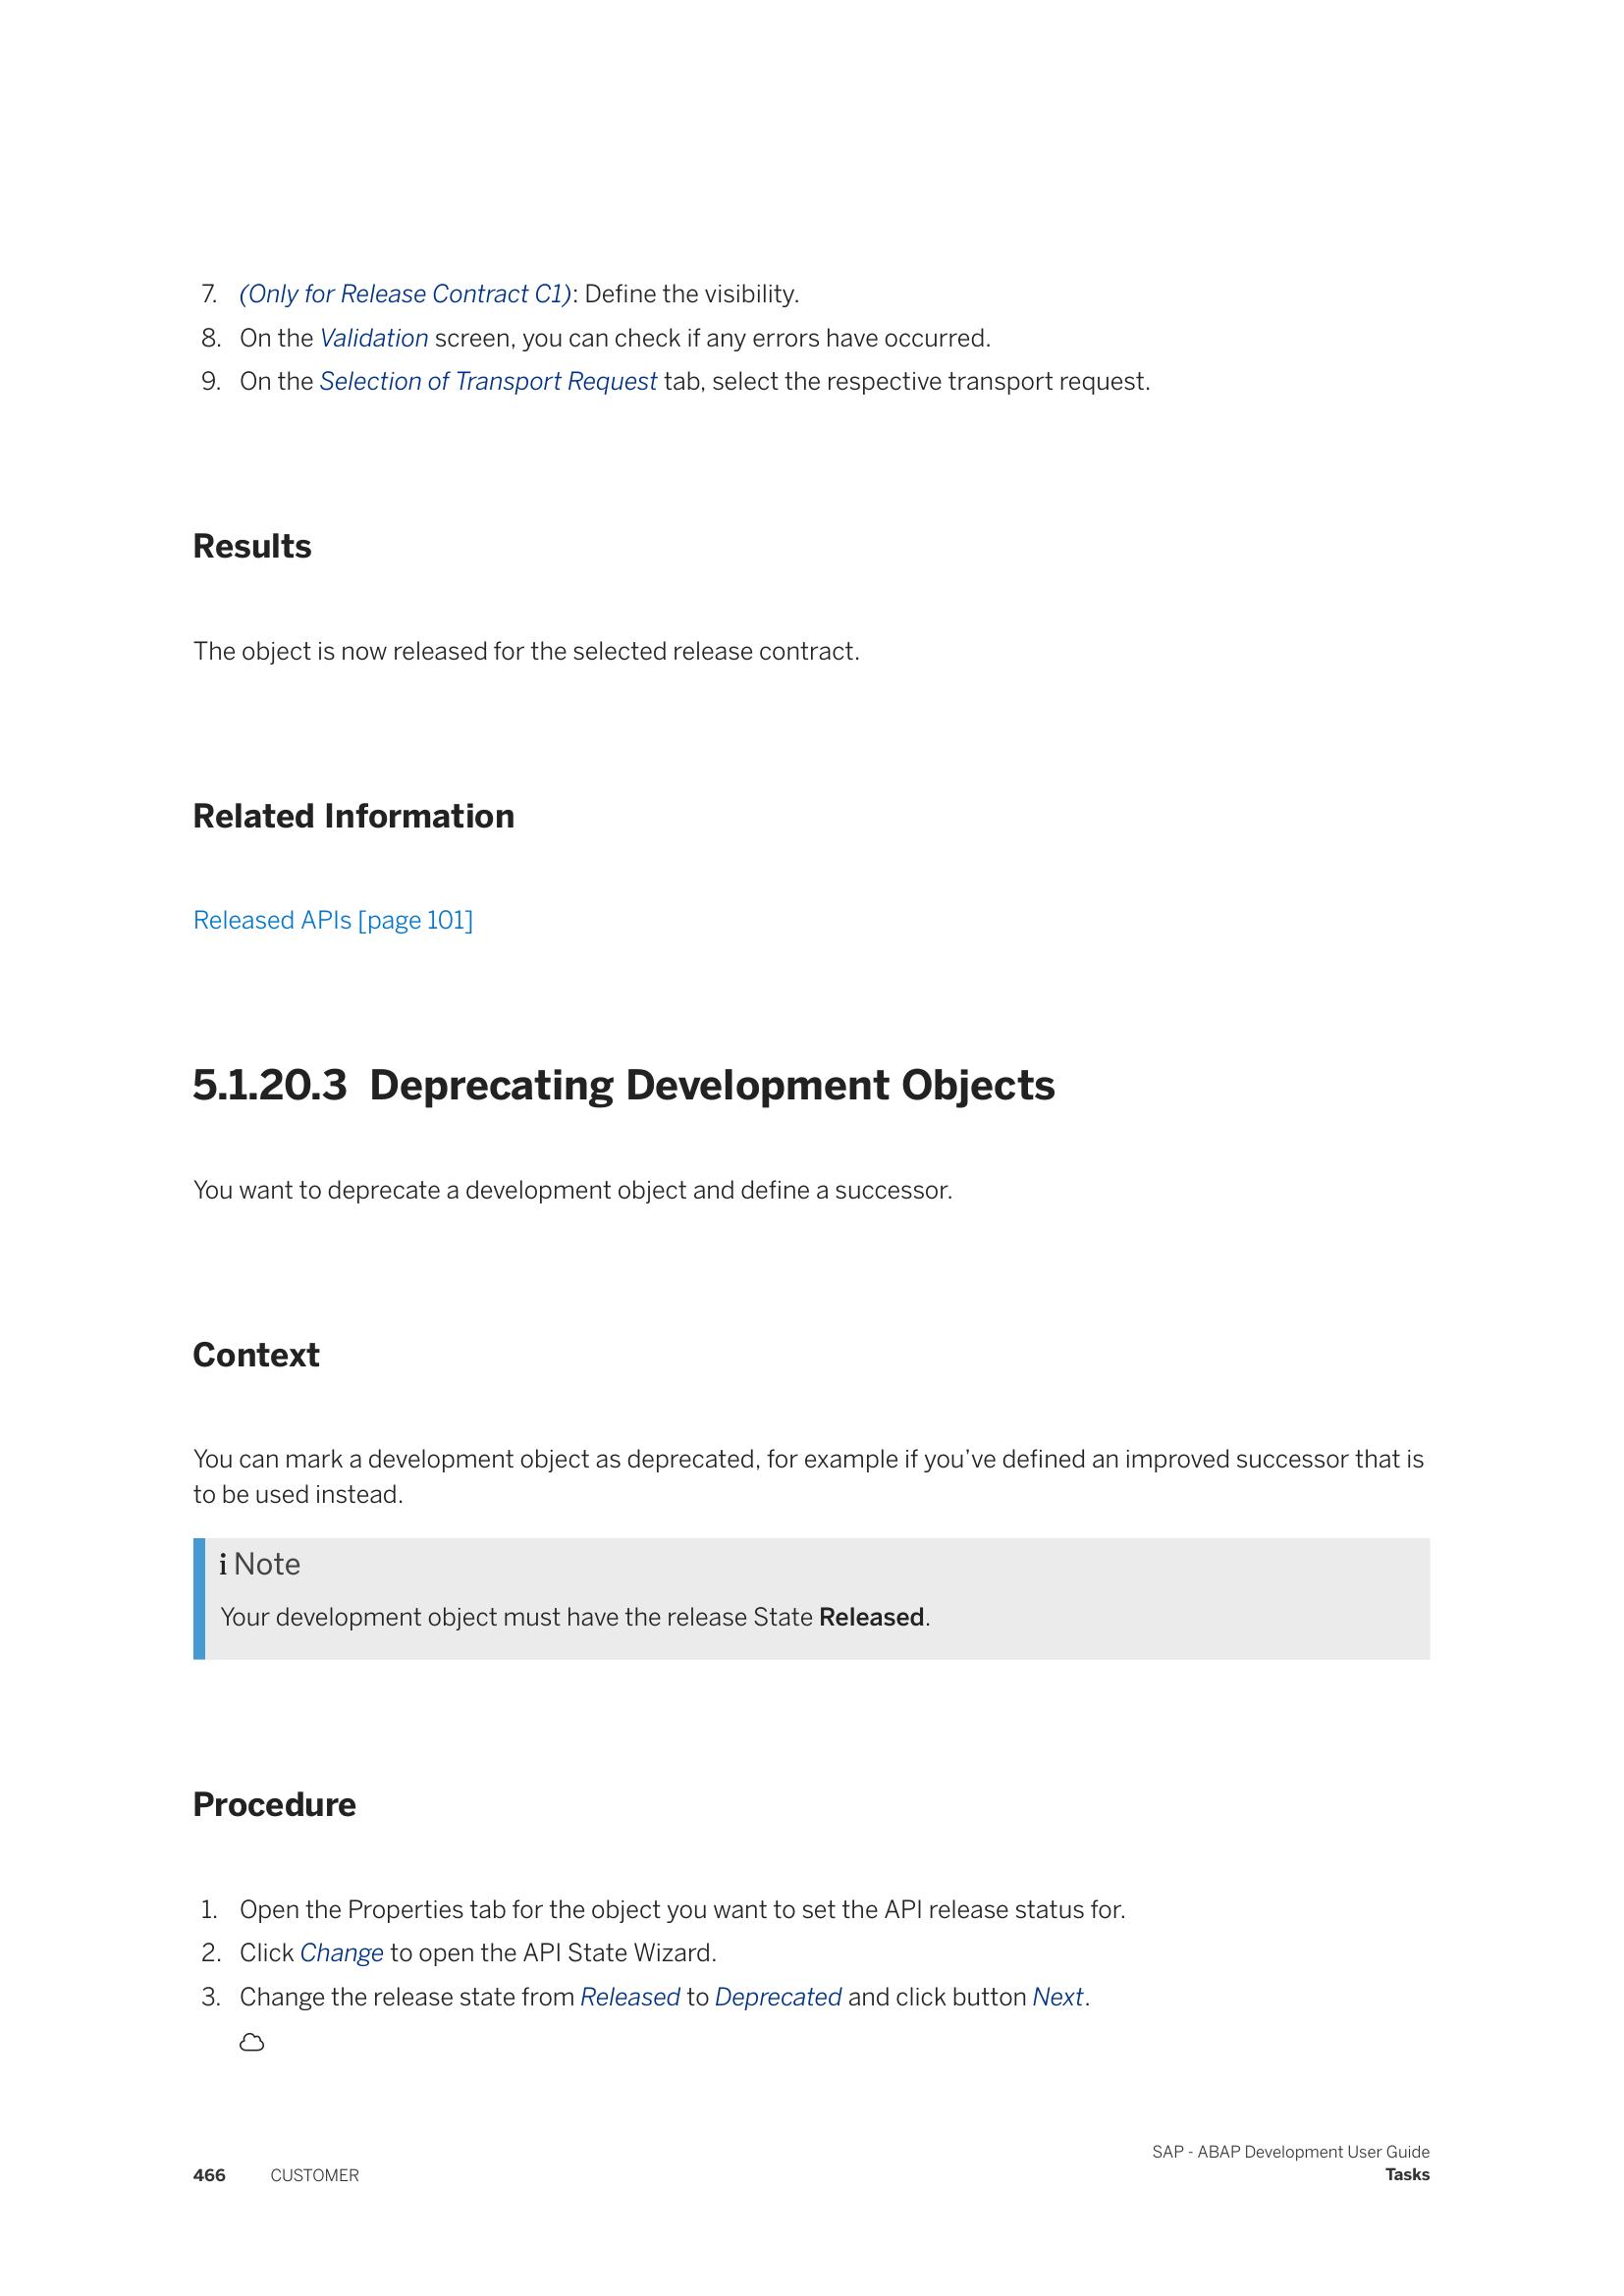 7. (Only for Release Contract C1): Define the visibility.
8. On the Validation screen, you can check if any errors have occurred.
9. On the Selection of Transport Request tab, select the respective transport request.
Results
The object is now released for the selected release contract.
Related Information
Released APIs [page 101]
5.1.20.3 Deprecating Development Objects
You want to deprecate a development object and define a successor.
Context
You can mark a development object as deprecated, for example if you've defined an improved successor that is
to be used instead.
i Note
Your development object must have the release State Released.
Procedure
1. Open the Properties tab for the object you want to set the API release status for.
2. Click Change to open the API State Wizard.
3. Change the release state from Released to Deprecated and click button Next.
SAP - ABAP Development User Guide
466 CUSTOMER Tasks